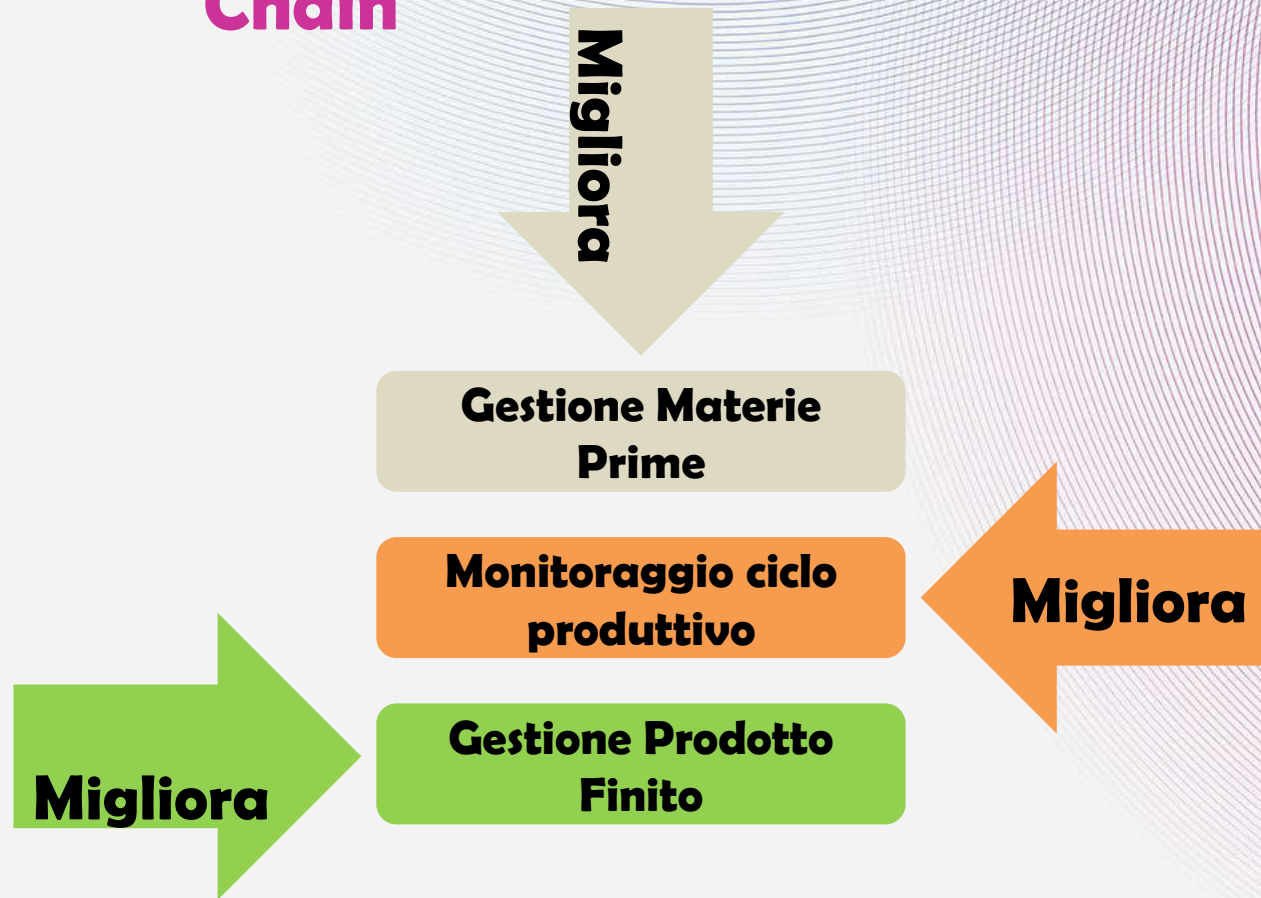 Chain
Migliora
Gestione Materie
Prime
Monitoraggio ciclo
produttivo
Migliora
Gestione Prodotto
Finito
Migliora